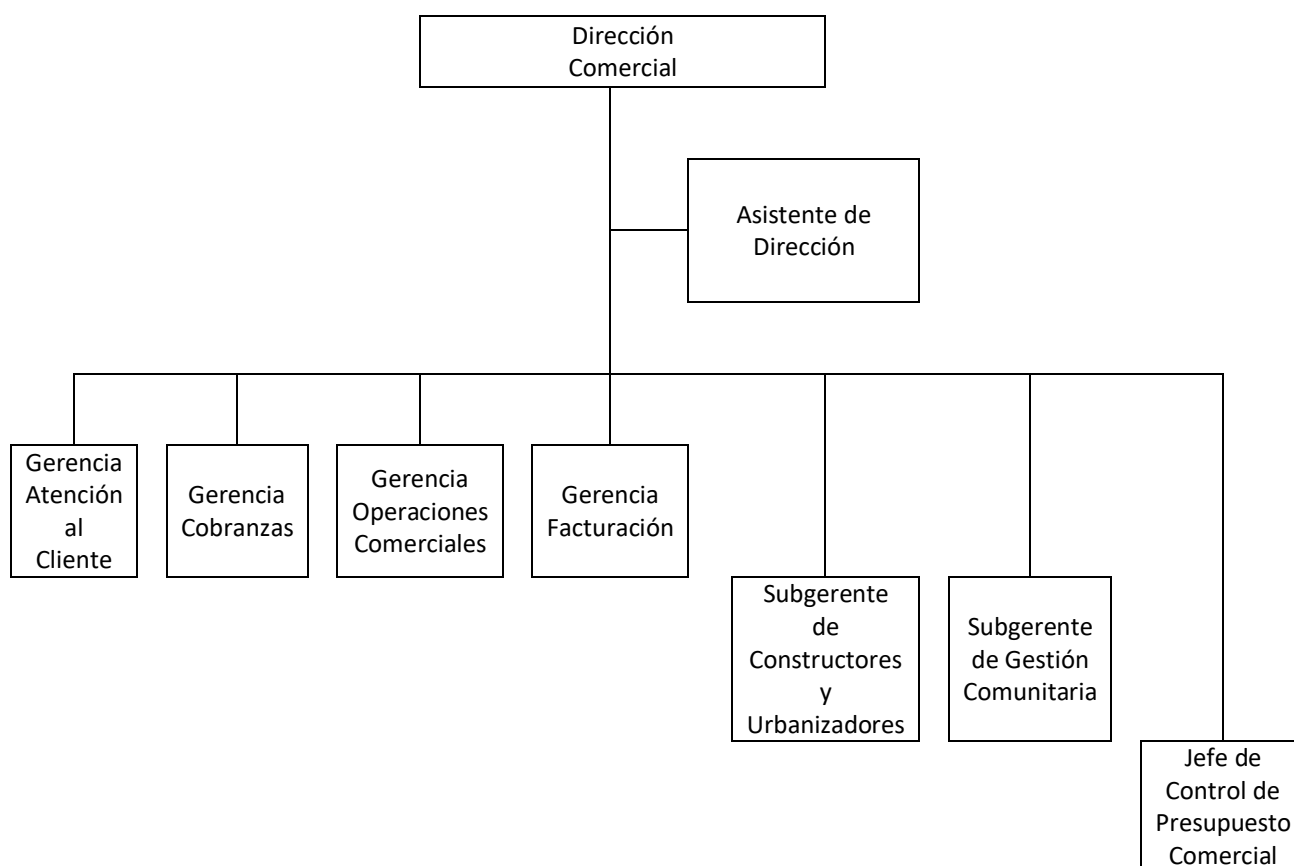 Dirección
Comercial
Asistente de
Dirección
Gerencia
Atención
al
Cliente
Gerencia
Cobranzas
Gerencia
Operaciones
Comerciales
Gerencia
Facturación
Subgerente
de
Constructores
y
Urbanizadores
Subgerente
de Gestión
Comunitaria
Jefe de
Control de
Presupuesto
Comercial